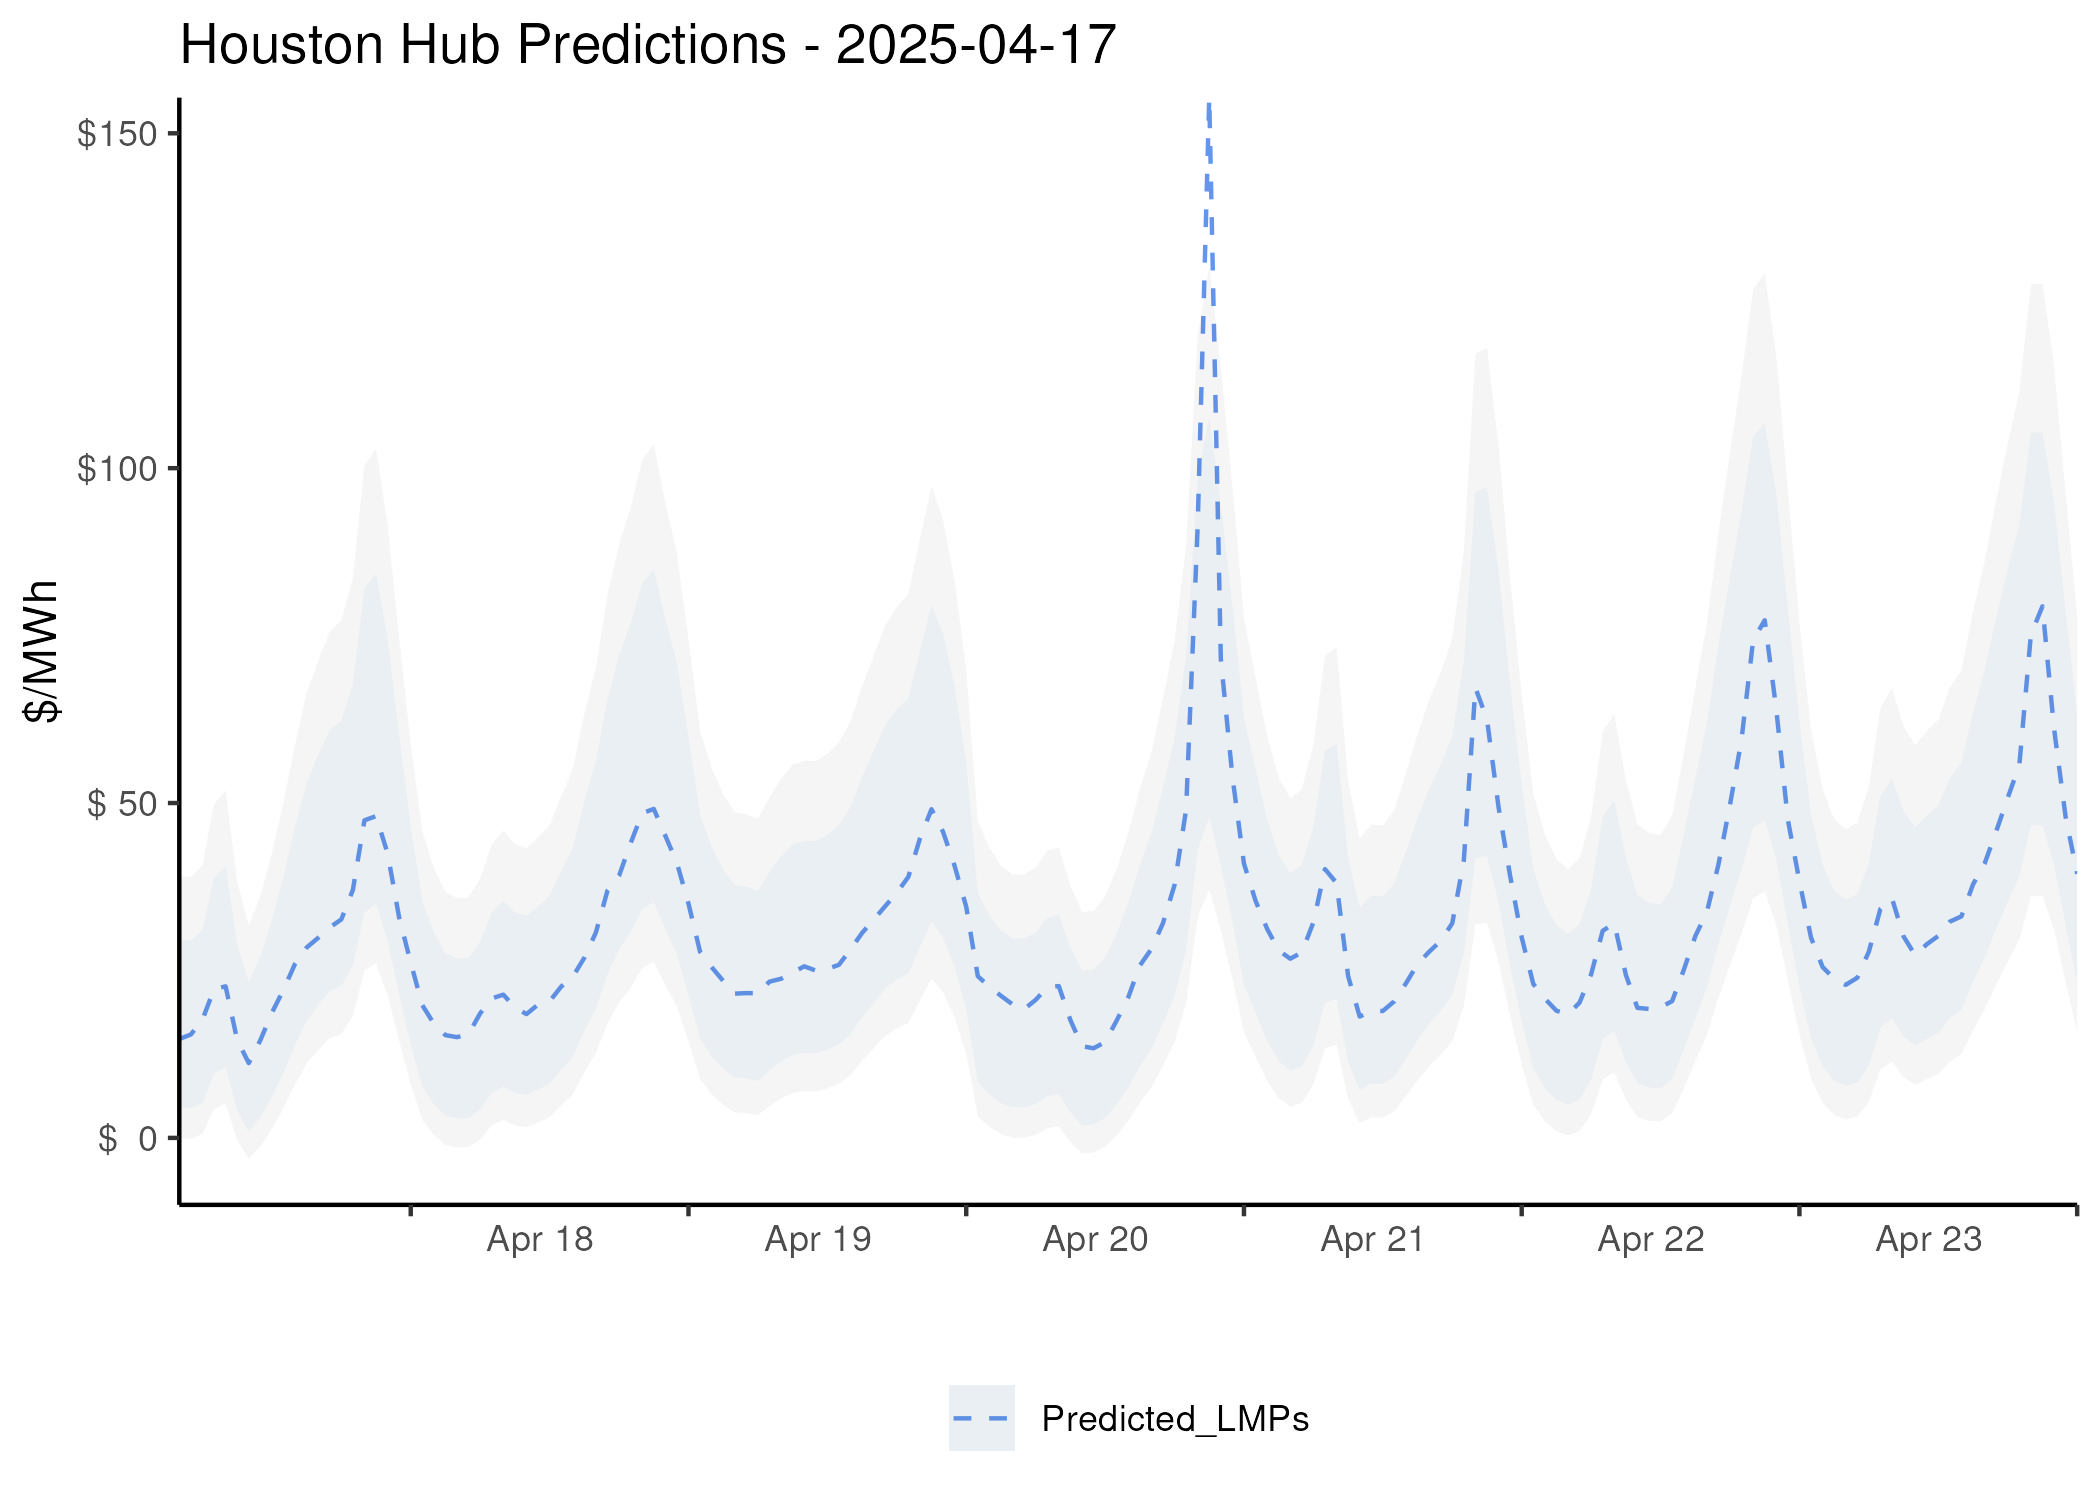 Houston Hub Predictions - 2025-04-17
$150
$100
$ 50
$ 0
$/MWh
Apr 18 Apr 19 Apr 20 Apr 21 Apr 22 Apr 23
Predicted_LMPs